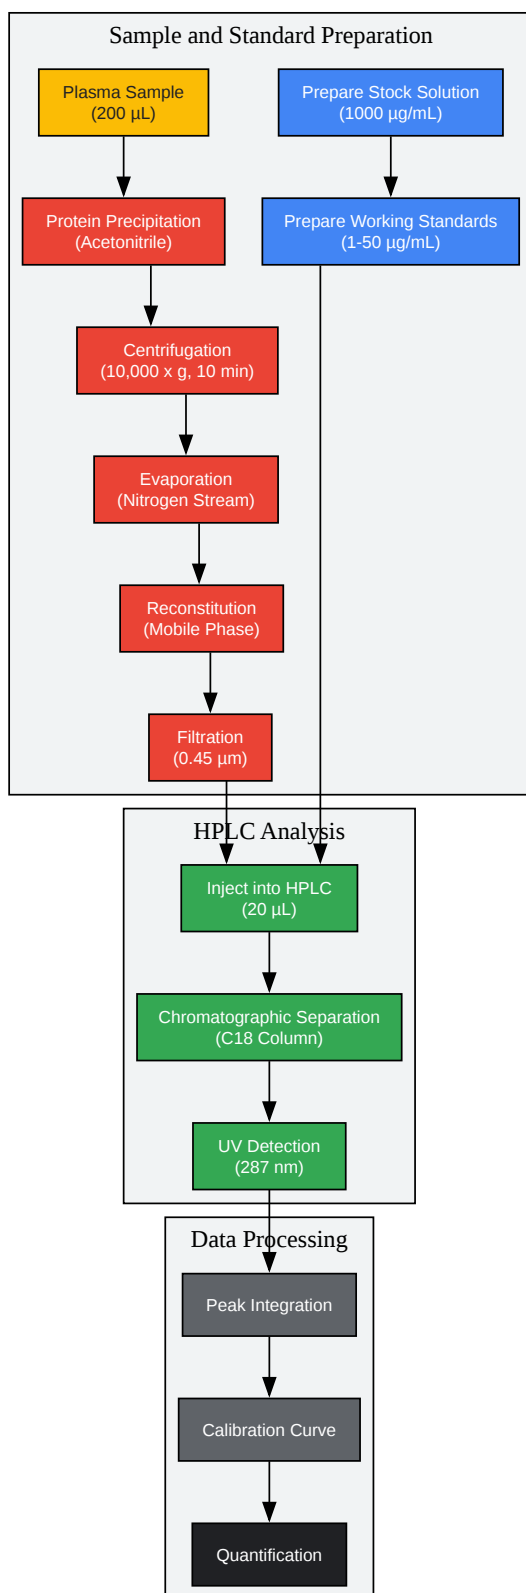 Sample and Standard Preparation
Plasma Sample
(200 µL)
Prepare Stock Solution
(1000 µg/mL)
Protein Precipitation
(Acetonitrile)
Prepare Working Standards
(1-50 µg/mL)
Centrifugation
(10,000 x g, 10 min)
Evaporation
(Nitrogen Stream)
Reconstitution
(Mobile Phase)
Filtration
(0.45 µm)
HPLC Analysis
Inject into HPLC
(20 µL)
Chromatographic Separation
(C18 Column)
UV Detection
(287 nm)
Data Processing
Peak Integration
Calibration Curve
Quantification